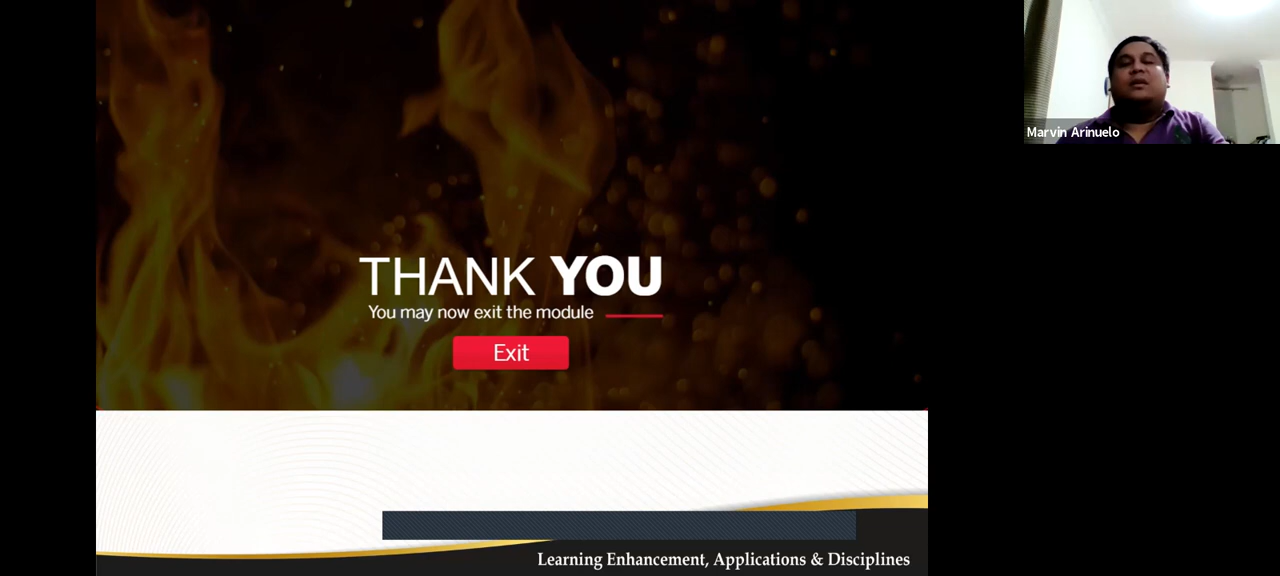 THANK YOU
You may now exit the module
Exit
Learning Enhancement, Applications & Disciplines
Marvin Arinuelo